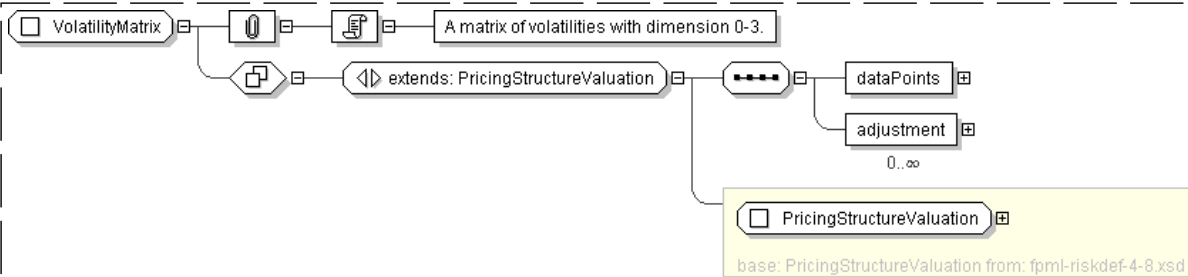 VolatilityMatrix
A matrix of volatilities with dimension 0-3.
extends: PricingStructureValuation
dataPoints
adjustment
0..∞
PricingStructureValuation
base: PricingStructureValuation from: fpml-riskdef-4-8.xsd